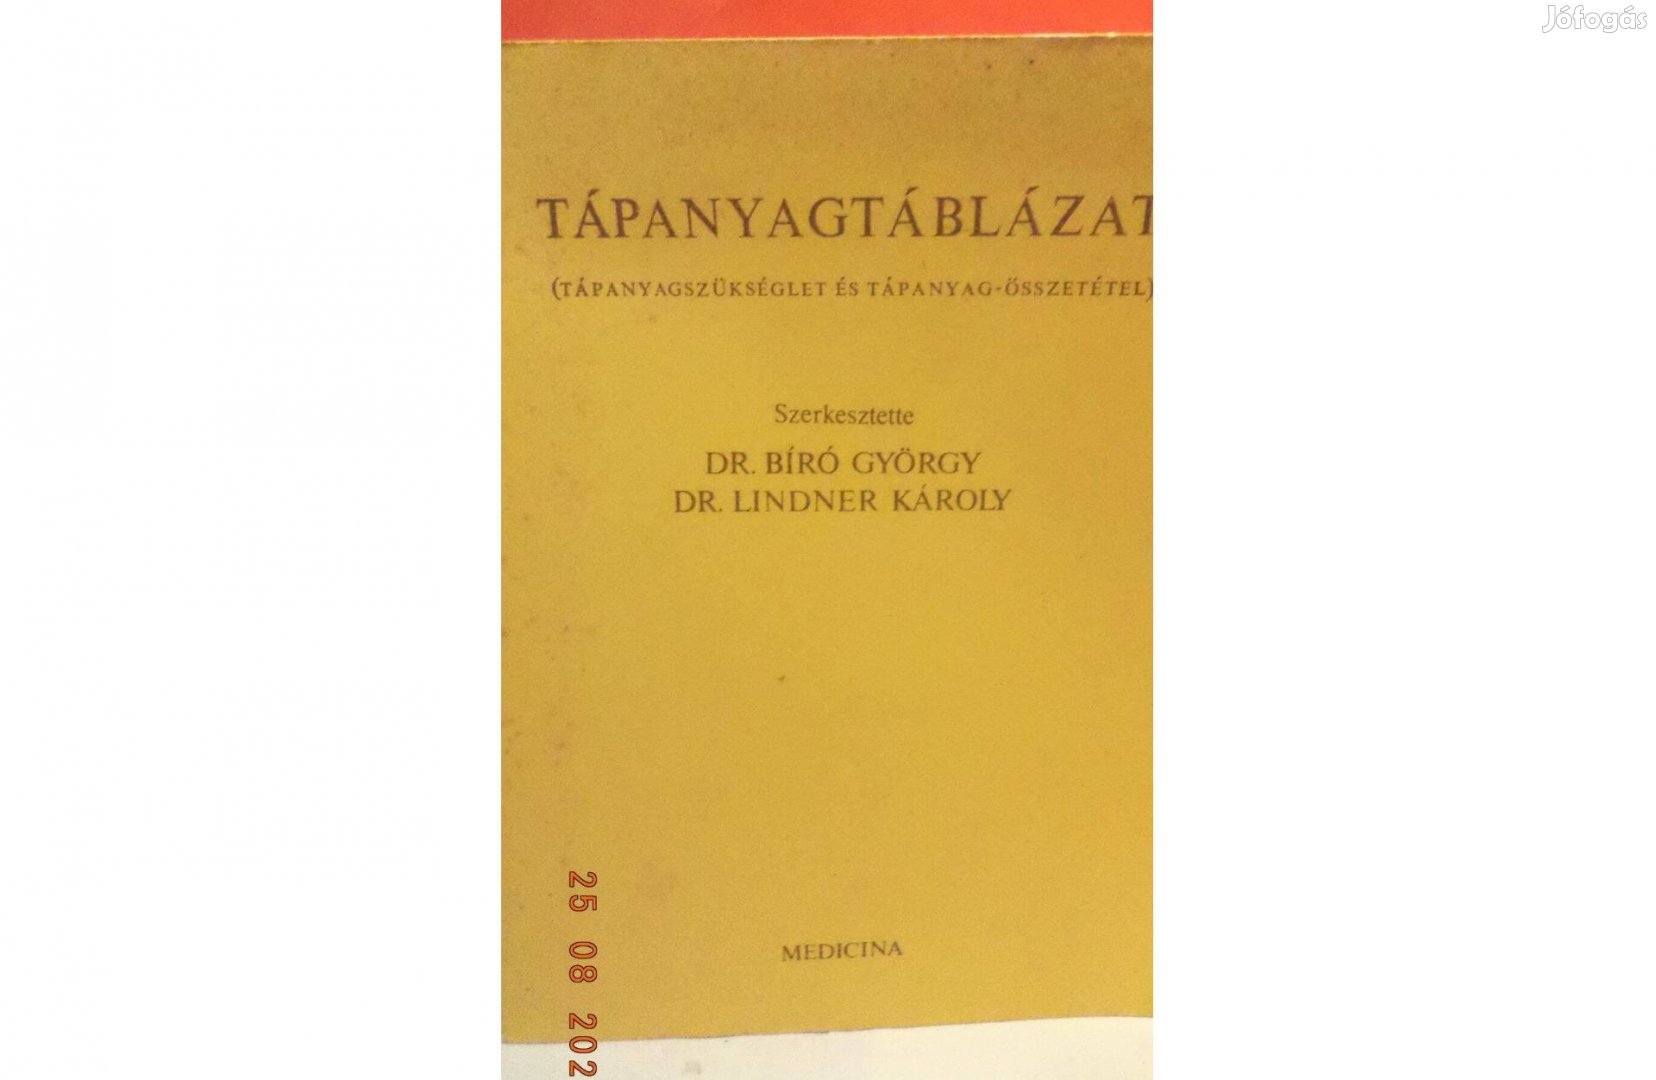 Jófogás
TÁPANYAGTÁBLÁZAT
(TÁPANYAGSZÜKSÉGLET ÉS TÁPANYAG-ÖSSZETÉTEL)
Szerkesztette
DR. BÍRÓ GYÖRGY
DR. LINDNER KÁROLY
MEDICINA
25 08 202